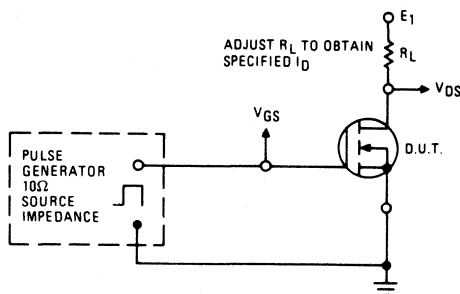 E1
ADJUST RL TO OBTAIN
SPECIFIED ID
RL
VDS
VGS
D.U.T.
PULSE
GENERATOR
10Ω
SOURCE
IMPEDANCE